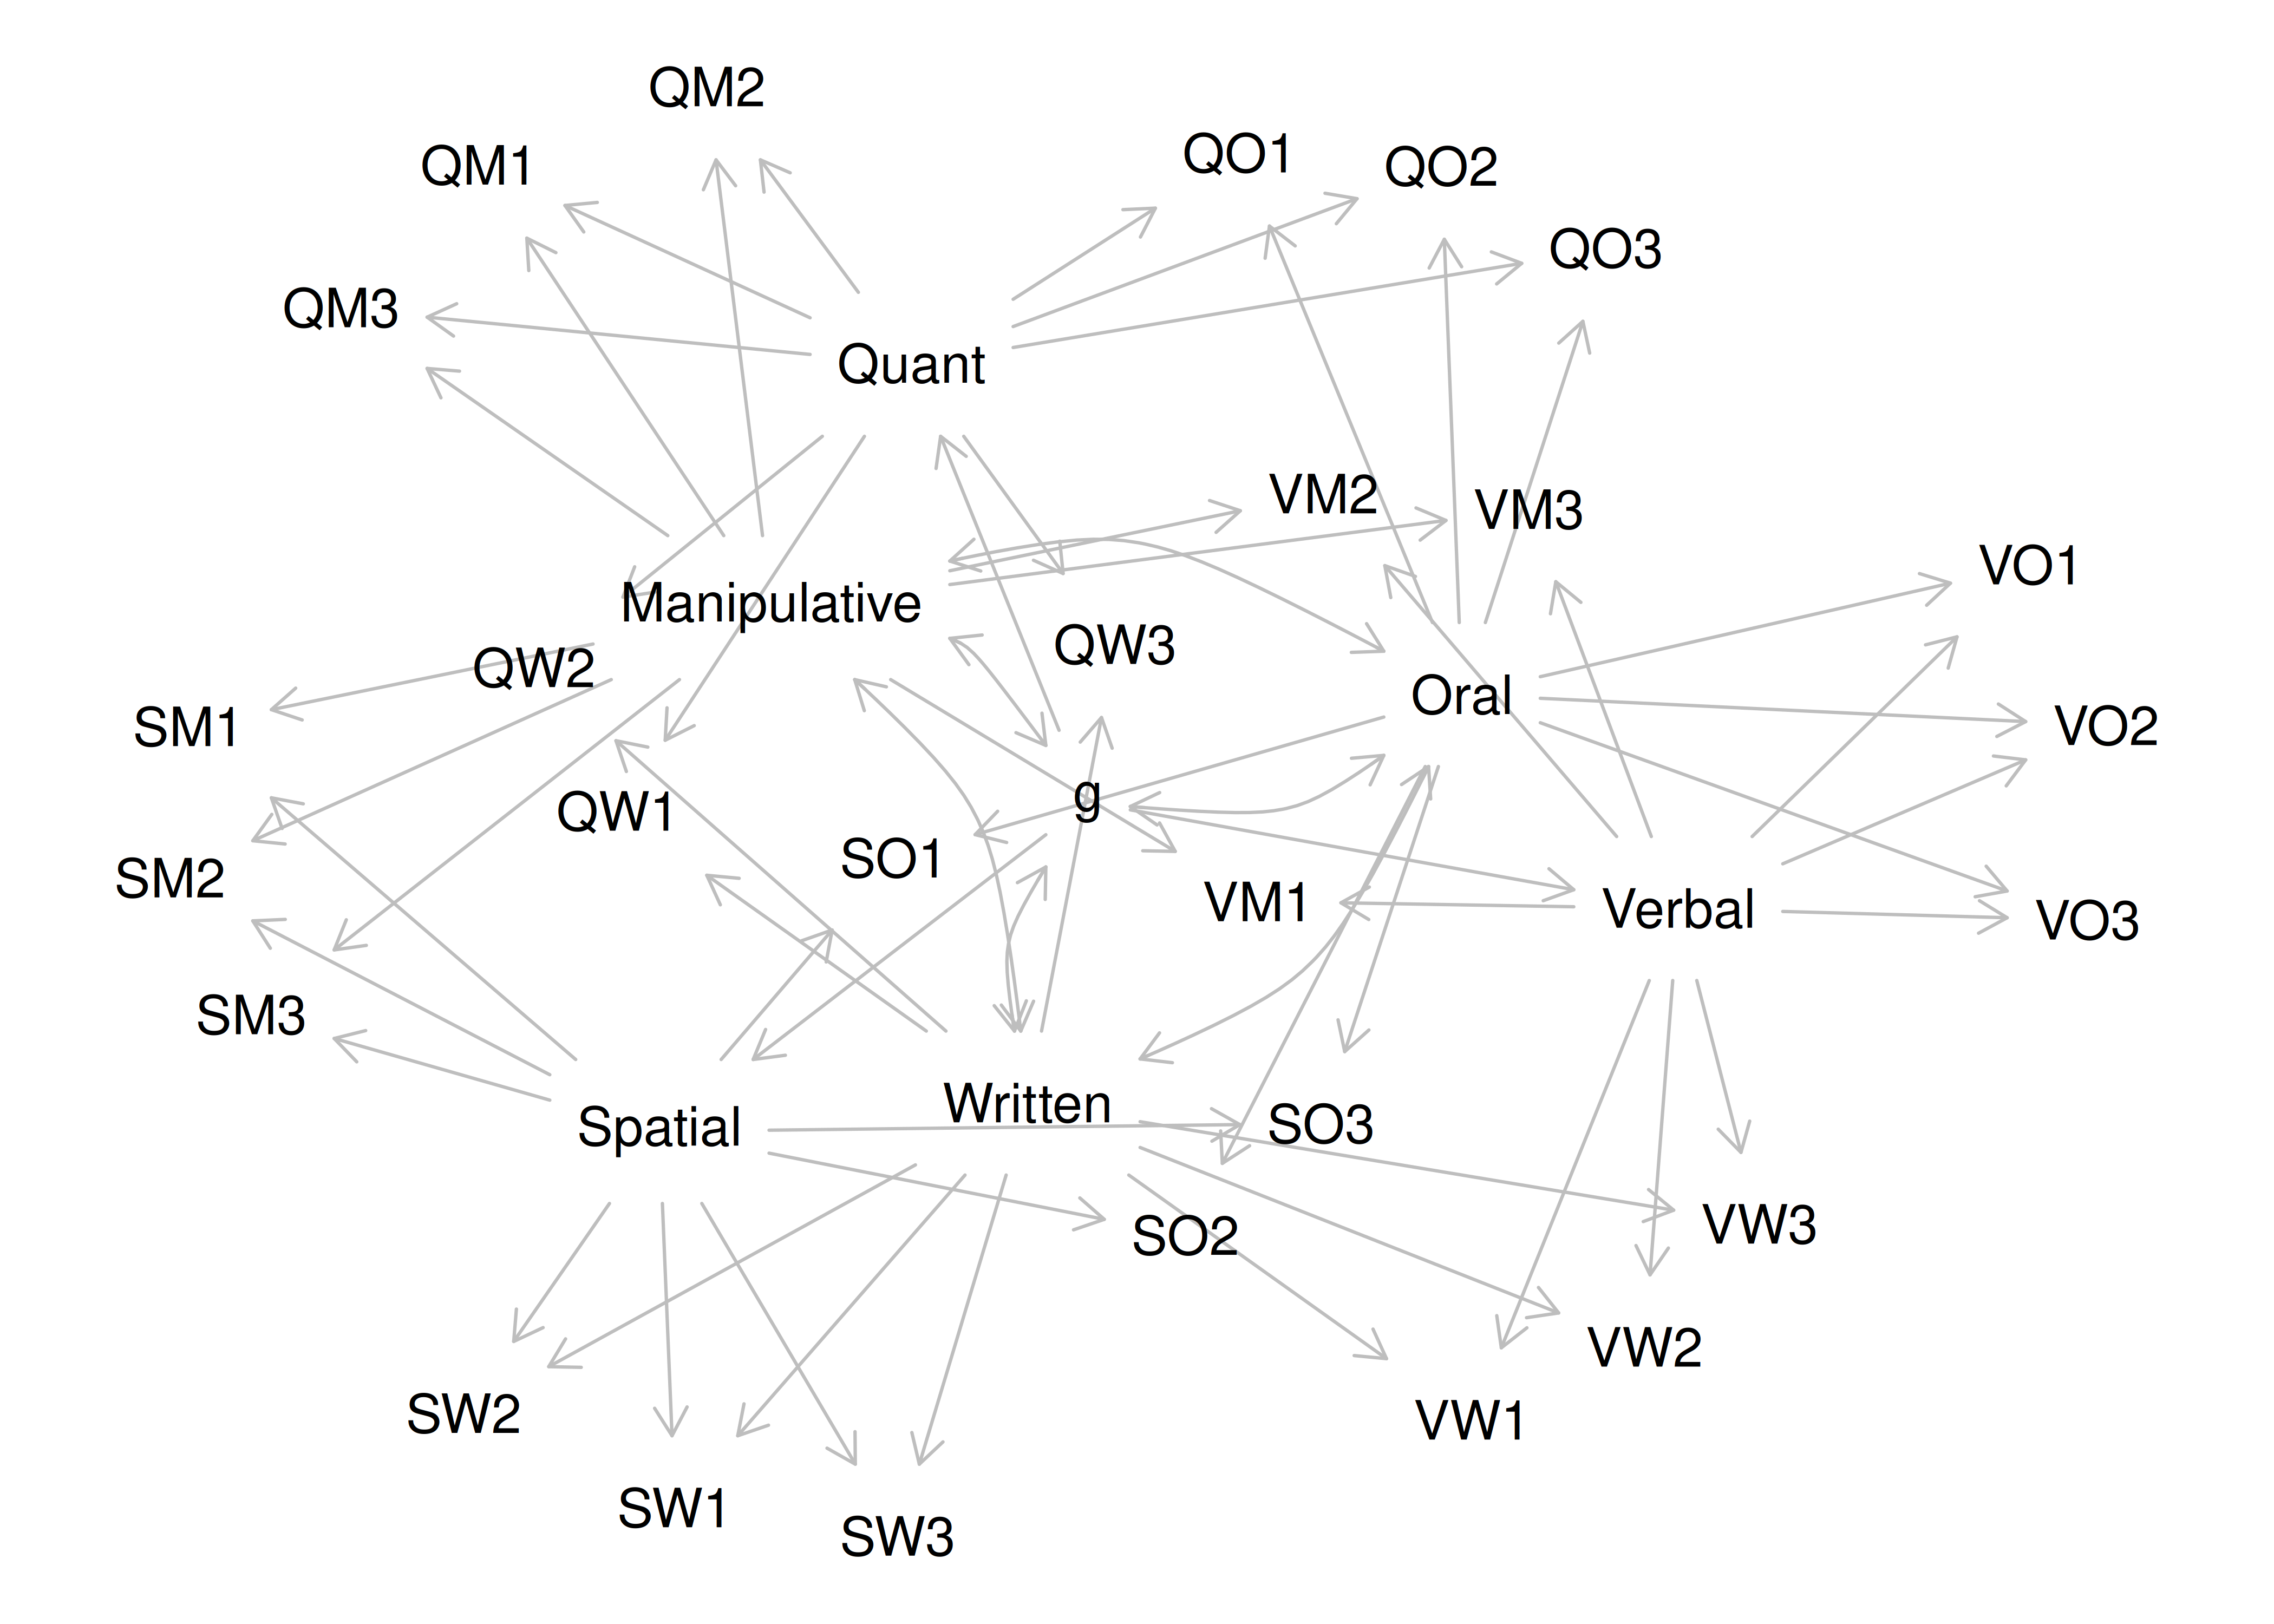 QM2
QM1
QO1
QO2
QO3
QM3
Quant
VM2
VM3
VO1
Manipulative
QW3
QW2
Oral
SM1
VO2
g
QW1
SO1
SM2
VM1
Verbal
VO3
SM3
Written
Spatial
SO3
VW3
SO2
VW2
SW2
VW1
SW1
SW3